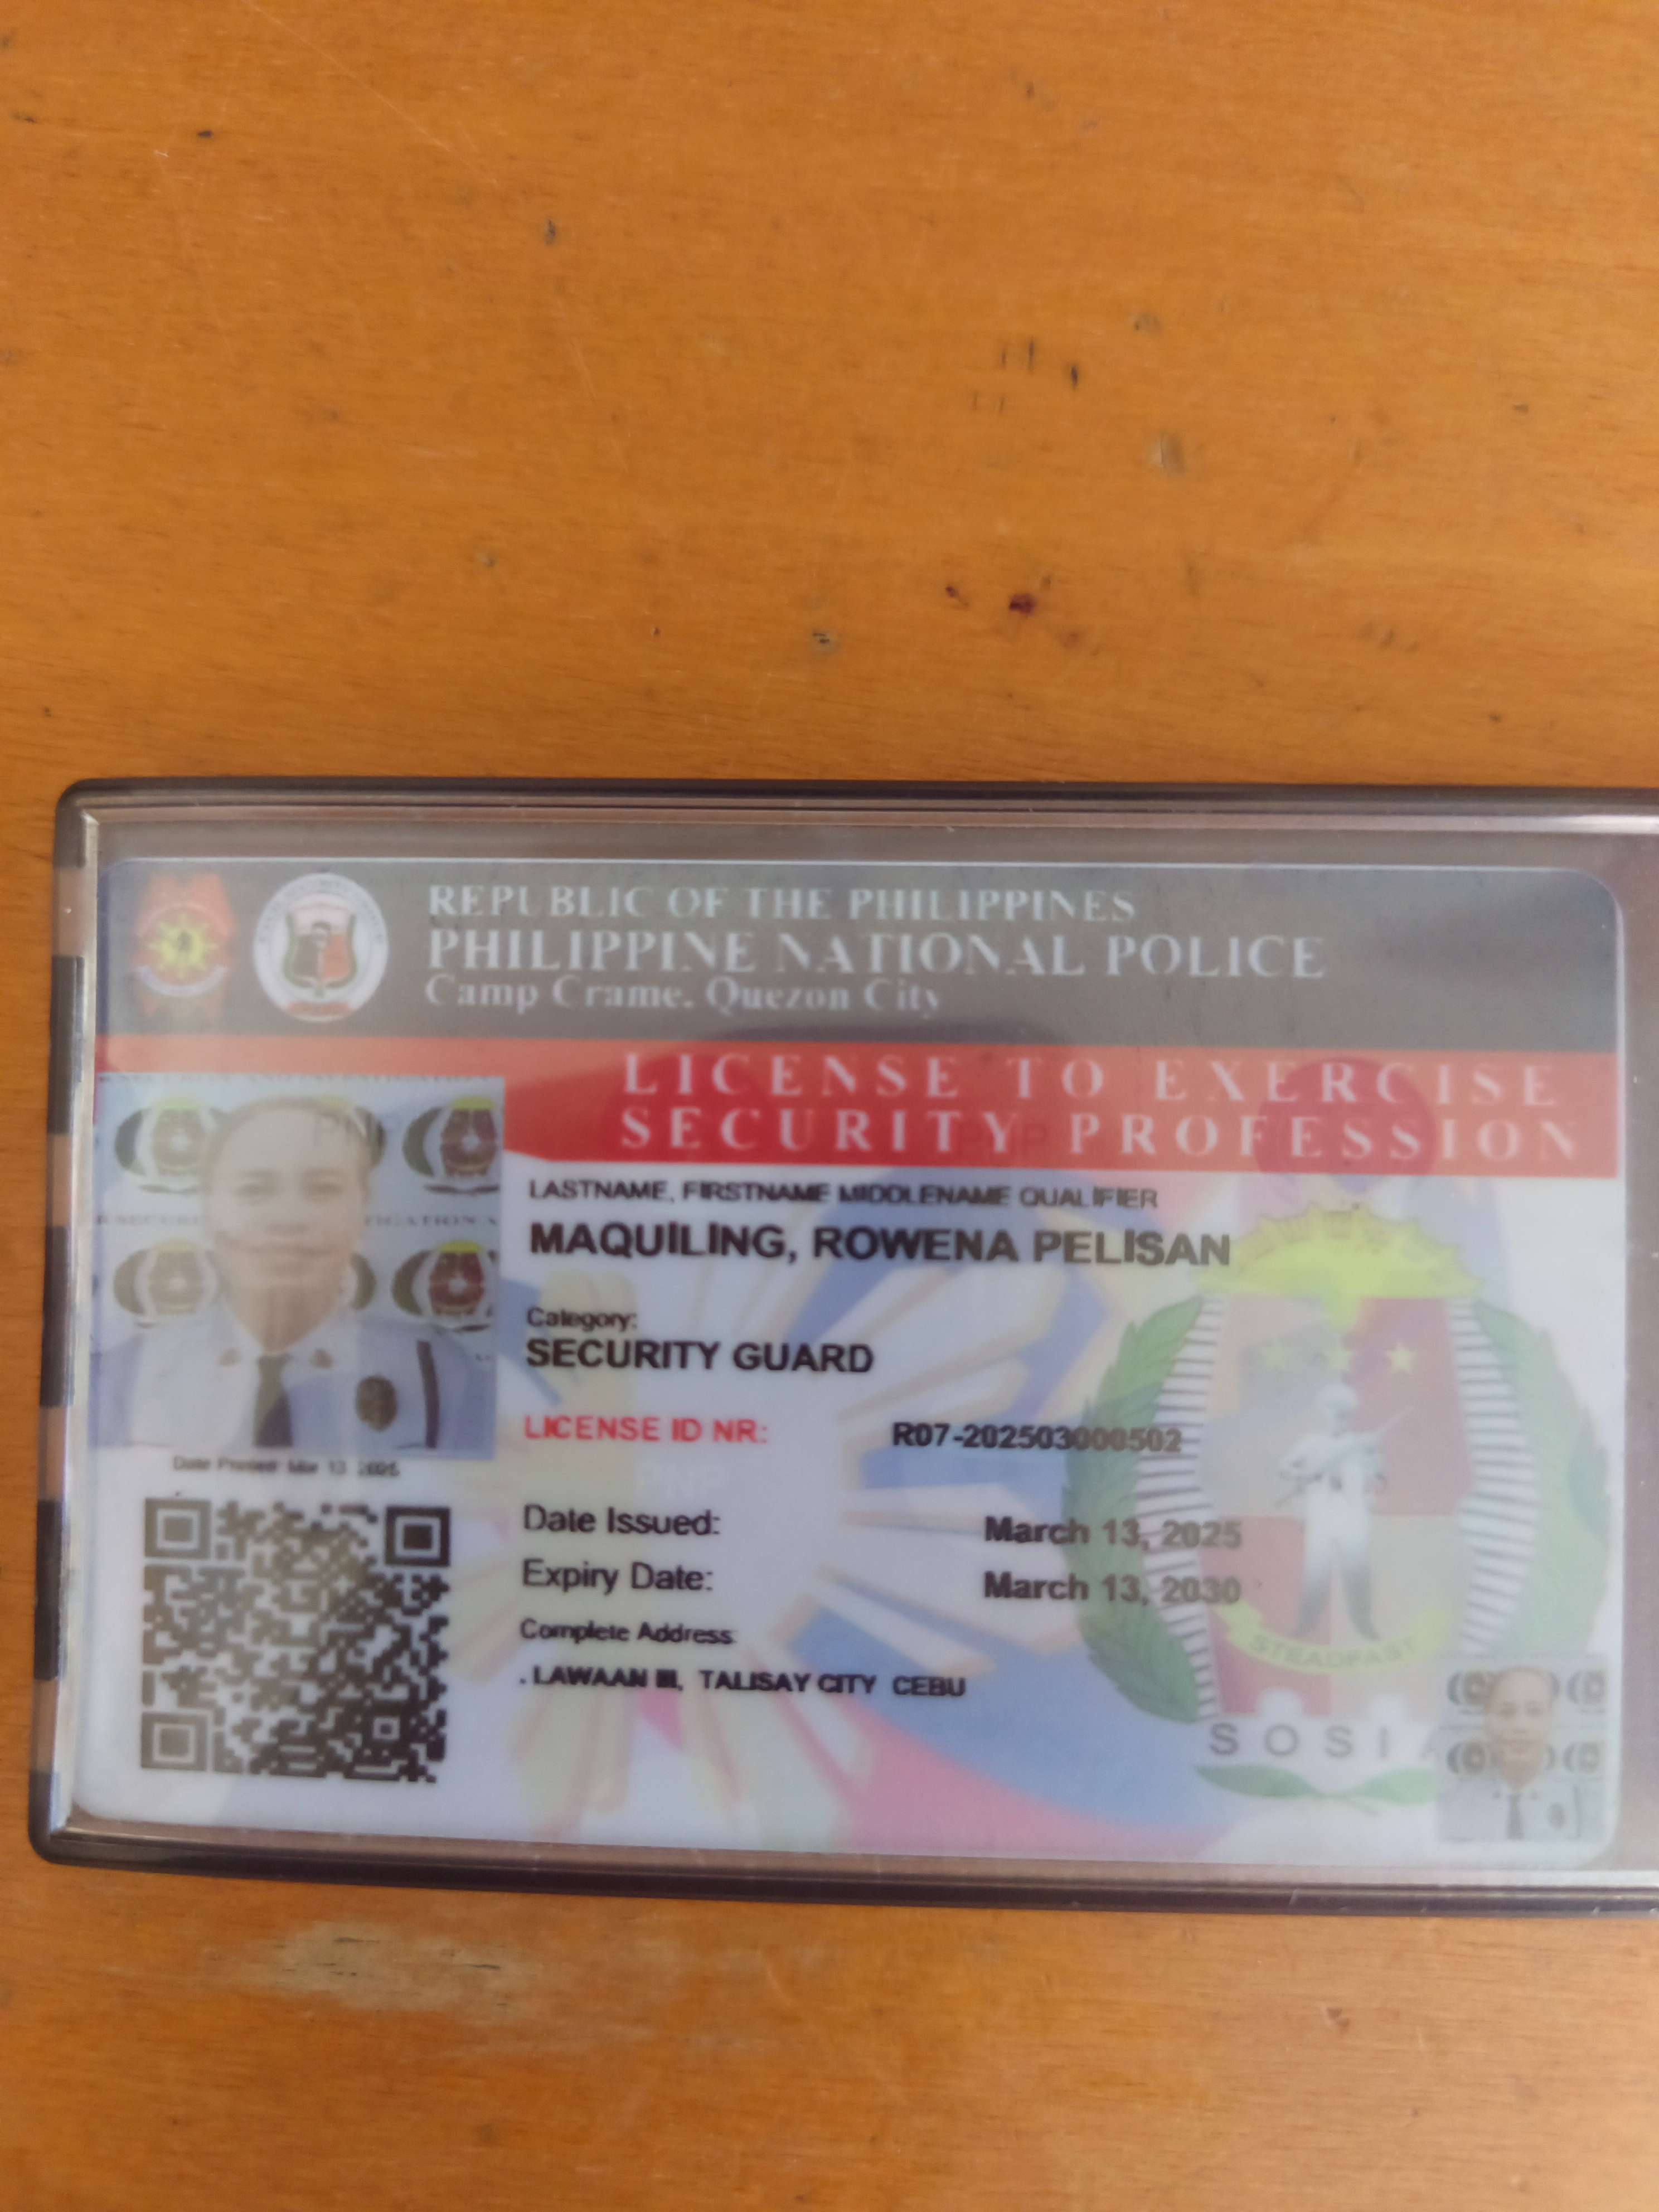 REPUBLIC OF THE PHILIPPINES
PHILIPPINE NATIONAL POLICE
Camp Crame, Quezon City
LICENSE TO EXERCISE
SECURITY PROFESSION
PNP
LASTNAME, FIRSTNAME MIDDLENAME QUALIFIER
MAQUILING, ROWENA PELISAN
Category:
SECURITY GUARD
LICENSE ID NR: R07-202503000502
Date Printed: Mar 13 2025
Date Issued: March 13, 2025
Expiry Date: March 13, 2030
Complete Address:
. LAWAAN III, TALISAY CITY CEBU
STEADFAST
SOSIA